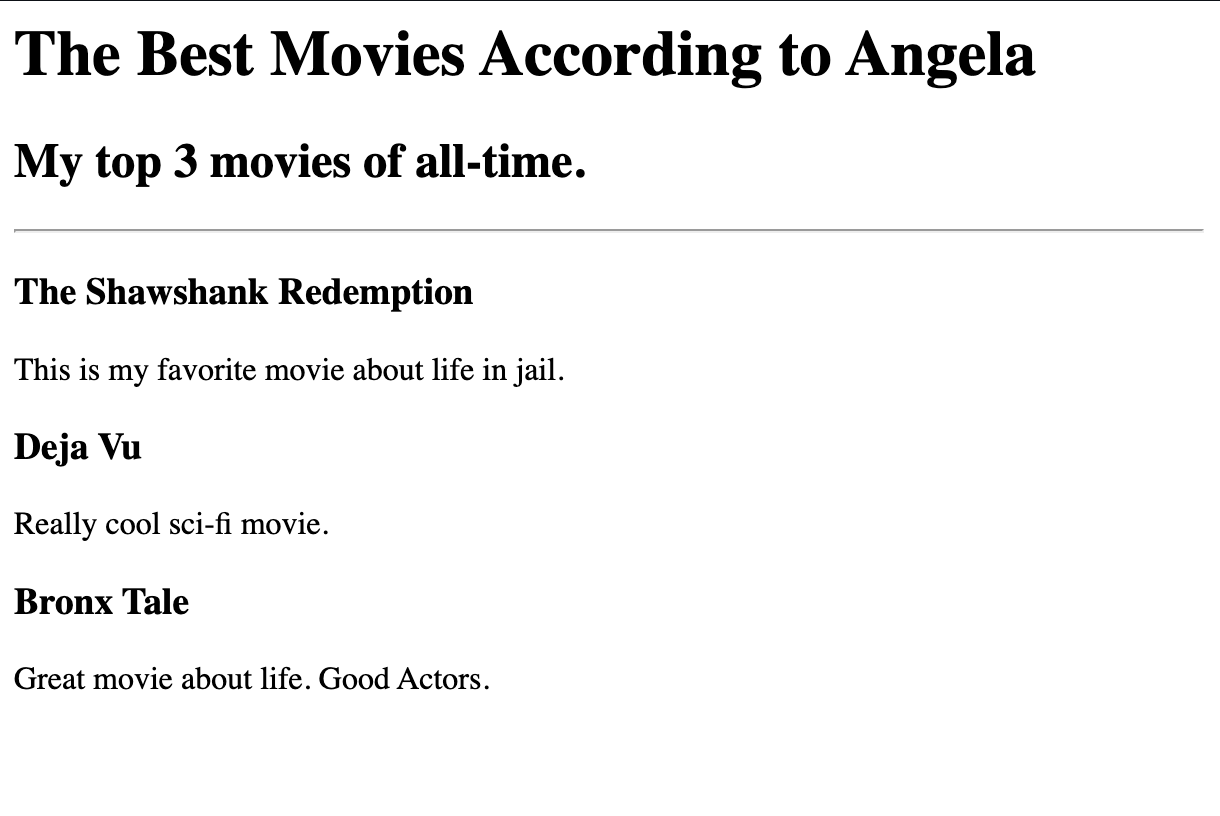 The Best Movies According to Angela
My top 3 movies of all-time.
The Shawshank Redemption
This is my favorite movie about life in jail.
Deja Vu
Really cool sci-fi movie.
Bronx Tale
Great movie about life. Good Actors.